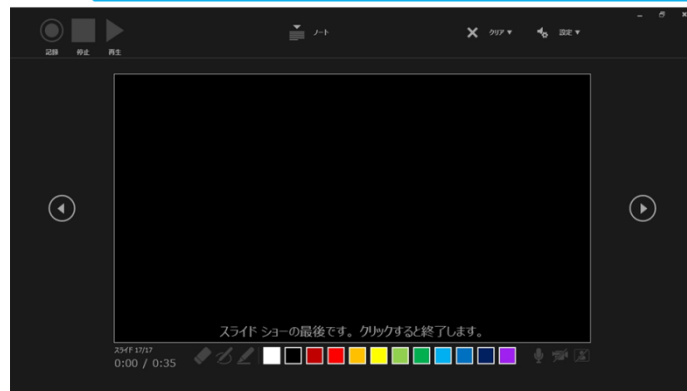 記録 停止 再生
ノート
クリア ▼
設定 ▼
スライド ショーの最後です。クリックすると終了します。
スライド 17/17
0:00 / 0:35